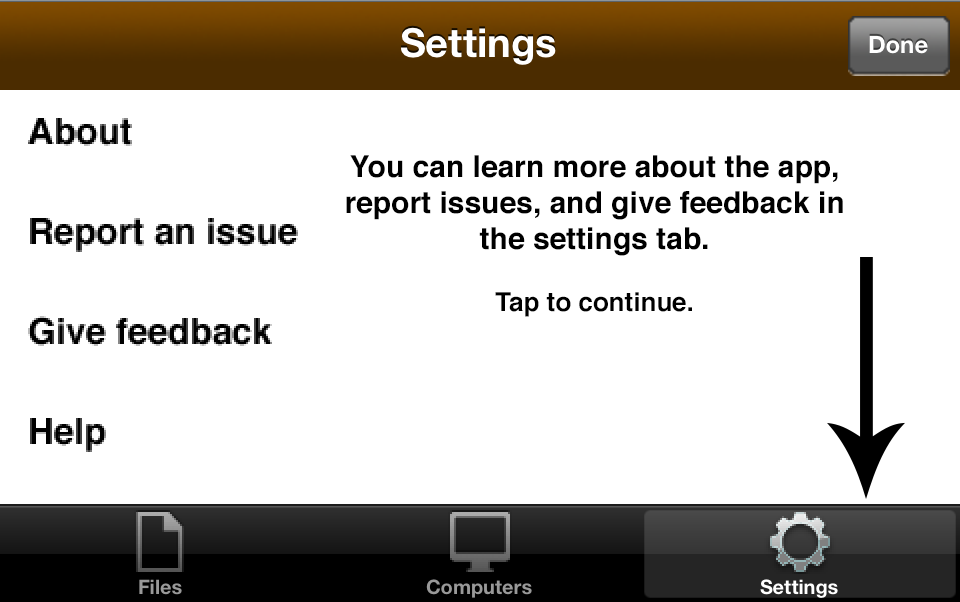 Settings
Done
About
You can learn more about the app,
report issues, and give feedback in
the settings tab.
Report an issue
Tap to continue.
Give feedback
Help
Files
Computers
Settings